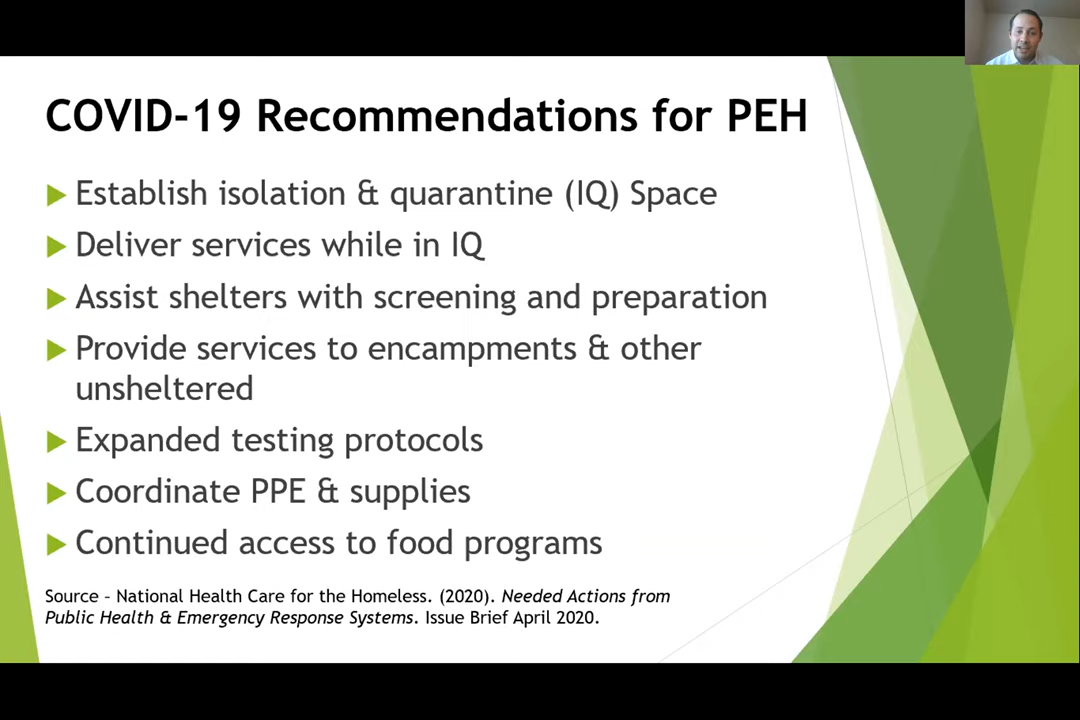 COVID-19 Recommendations for PEH
Establish isolation & quarantine (IQ) Space
Deliver services while in IQ
Assist shelters with screening and preparation
Provide services to encampments & other
unsheltered
Expanded testing protocols
Coordinate PPE & supplies
Continued access to food programs
Source – National Health Care for the Homeless. (2020). Needed Actions from
Public Health & Emergency Response Systems. Issue Brief April 2020.